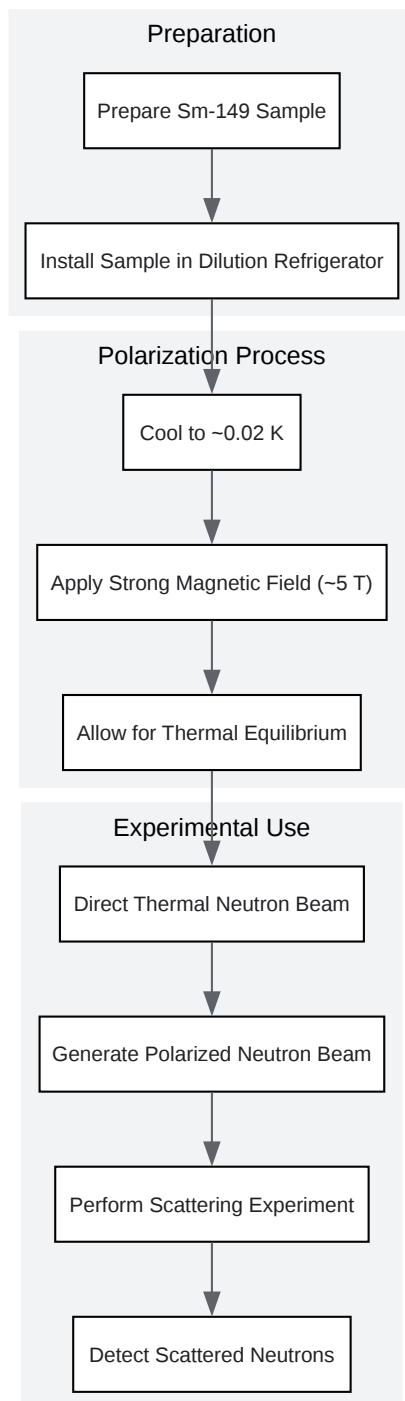 Preparation
Prepare Sm-149 Sample
Install Sample in Dilution Refrigerator
Polarization Process
Cool to ~0.02 K
Apply Strong Magnetic Field (~5 T)
Allow for Thermal Equilibrium
Experimental Use
Direct Thermal Neutron Beam
Generate Polarized Neutron Beam
Perform Scattering Experiment
Detect Scattered Neutrons